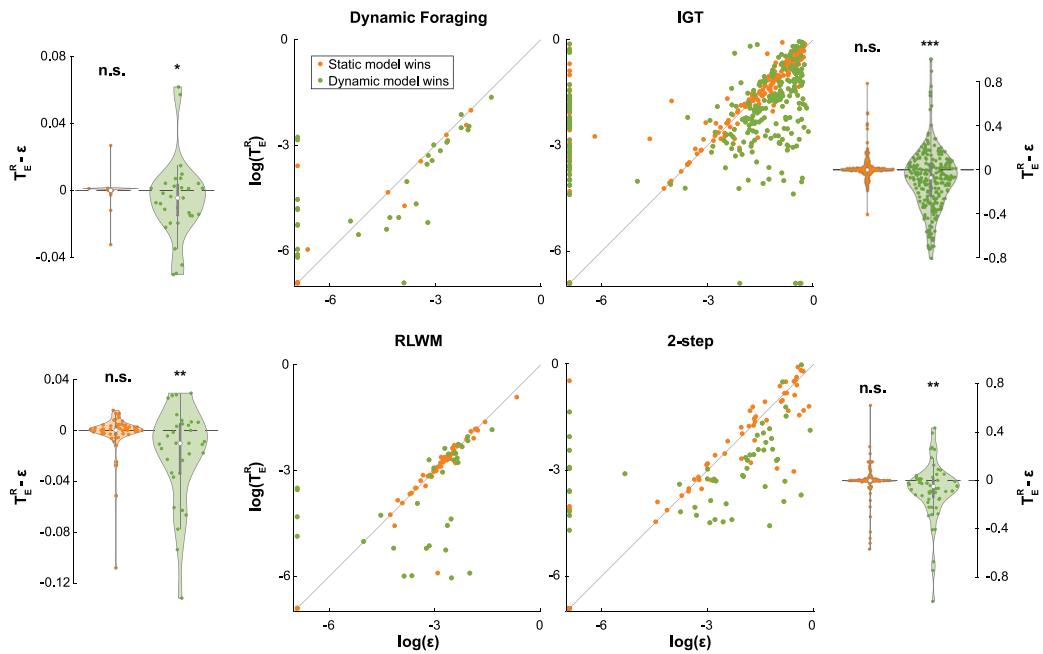 Dynamic Foraging
IGT
0.08
n.s.
*
0.04
0
-0.04
T_E^R - ε
0
-3
-6
log(T_E^R)
Static model wins
Dynamic model wins
-6
-3
0
0
-3
-6
-6
-3
0
n.s.
***
0.8
0.4
0
-0.4
-0.8
T_E^R - ε
RLWM
2-step
0.04
n.s.
**
0
-0.04
-0.08
-0.12
T_E^R - ε
0
-3
-6
log(T_E^R)
-6
-3
0
log(ε)
0
-3
-6
-6
-3
0
log(ε)
n.s.
**
0.8
0.4
0
-0.4
-0.8
T_E^R - ε